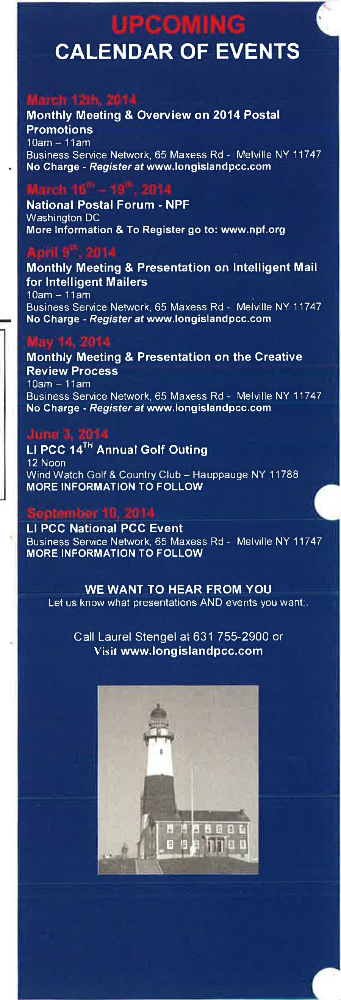 UPCOMING
CALENDAR OF EVENTS
March 12th, 2014
Monthly Meeting & Overview on 2014 Postal
Promotions
10am – 11am
Business Service Network, 65 Maxess Rd - Melville NY 11747
No Charge - Register at www.longislandpcc.com
March 16th – 19th, 2014
National Postal Forum - NPF
Washington DC
More Information & To Register go to: www.npf.org
April 9th, 2014
Monthly Meeting & Presentation on Intelligent Mail
for Intelligent Mailers
10am – 11am
Business Service Network, 65 Maxess Rd - Melville NY 11747
No Charge - Register at www.longislandpcc.com
May 14, 2014
Monthly Meeting & Presentation on the Creative
Review Process
10am – 11am
Business Service Network, 65 Maxess Rd - Melville NY 11747
No Charge - Register at www.longislandpcc.com
June 3, 2014
LI PCC 14TH Annual Golf Outing
12 Noon
Wind Watch Golf & Country Club – Hauppauge NY 11788
MORE INFORMATION TO FOLLOW
September 10, 2014
LI PCC National PCC Event
Business Service Network, 65 Maxess Rd - Melville NY 11747
MORE INFORMATION TO FOLLOW
WE WANT TO HEAR FROM YOU
Let us know what presentations AND events you want:
Call Laurel Stengel at 631 755-2900 or
Visit www.longislandpcc.com